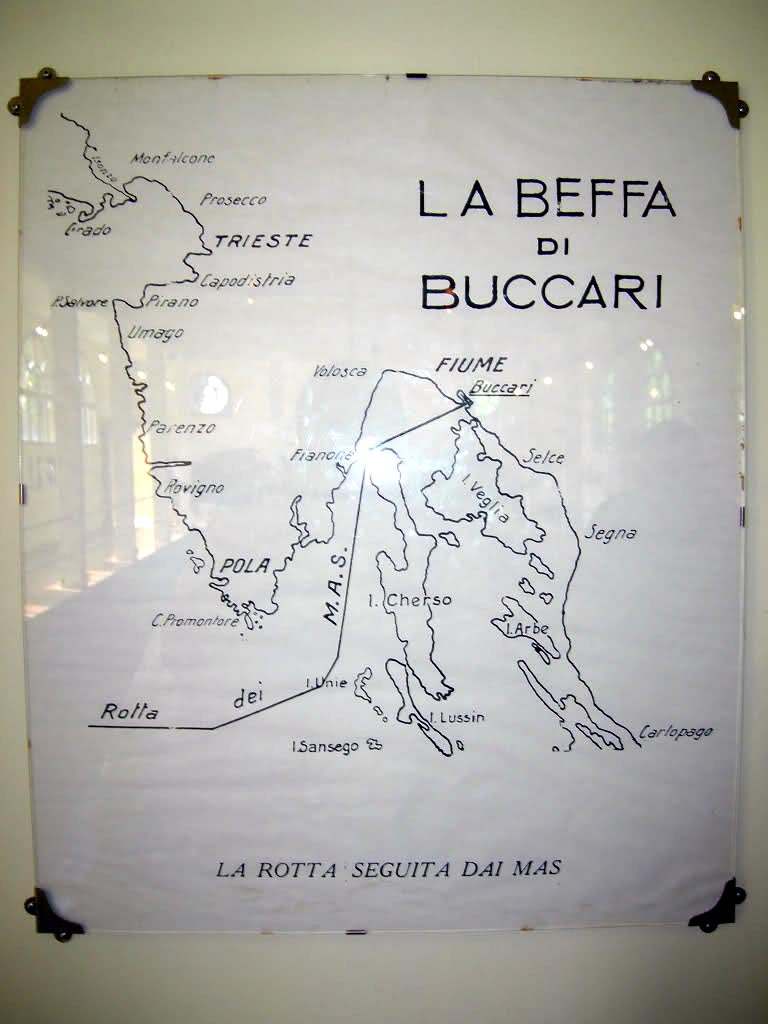 LA BEFFA
DI
BUCCARI
Isonzo
Monfalcone
Prosecco
Grado
TRIESTE
Capodistria
P. Salvore
Pirano
Umago
Volosca
FIUME
Buccari
Parenzo
Fianona
Selce
Rovigno
I. Veglia
Segna
POLA
M.A.S.
I. Cherso
C. Promontore
I. Arbe
I. Unie
dei
Rotta
I. Lussin
I. Sansego
Carlopago
LA ROTTA SEGUITA DAI MAS